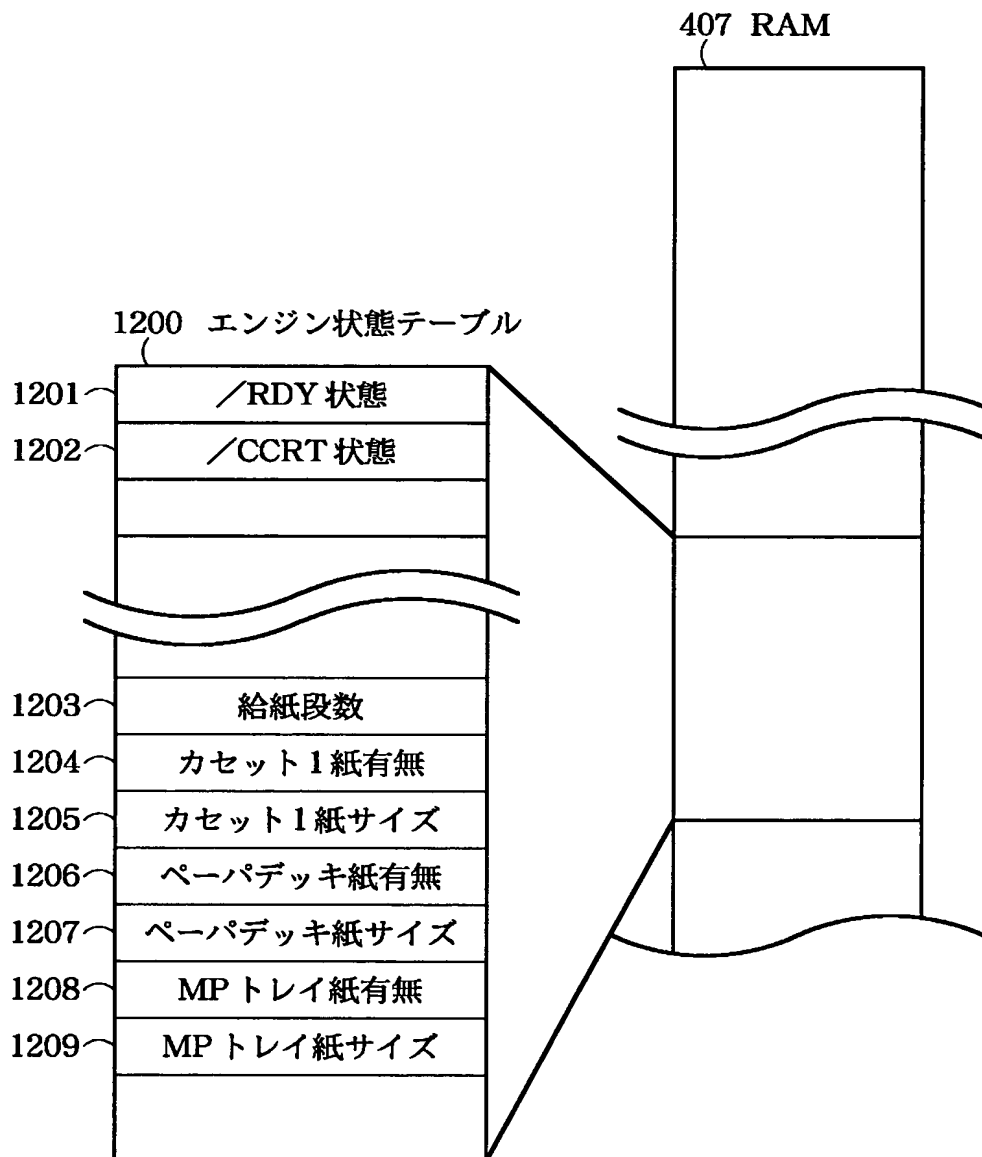 407 RAM
1200 エンジン状態テーブル
1201 /RDY 状態
1202 /CCRT 状態
1203 給紙段数
1204 カセット1紙有無
1205 カセット1紙サイズ
1206 ペーパデッキ紙有無
1207 ペーパデッキ紙サイズ
1208 MPトレイ紙有無
1209 MPトレイ紙サイズ